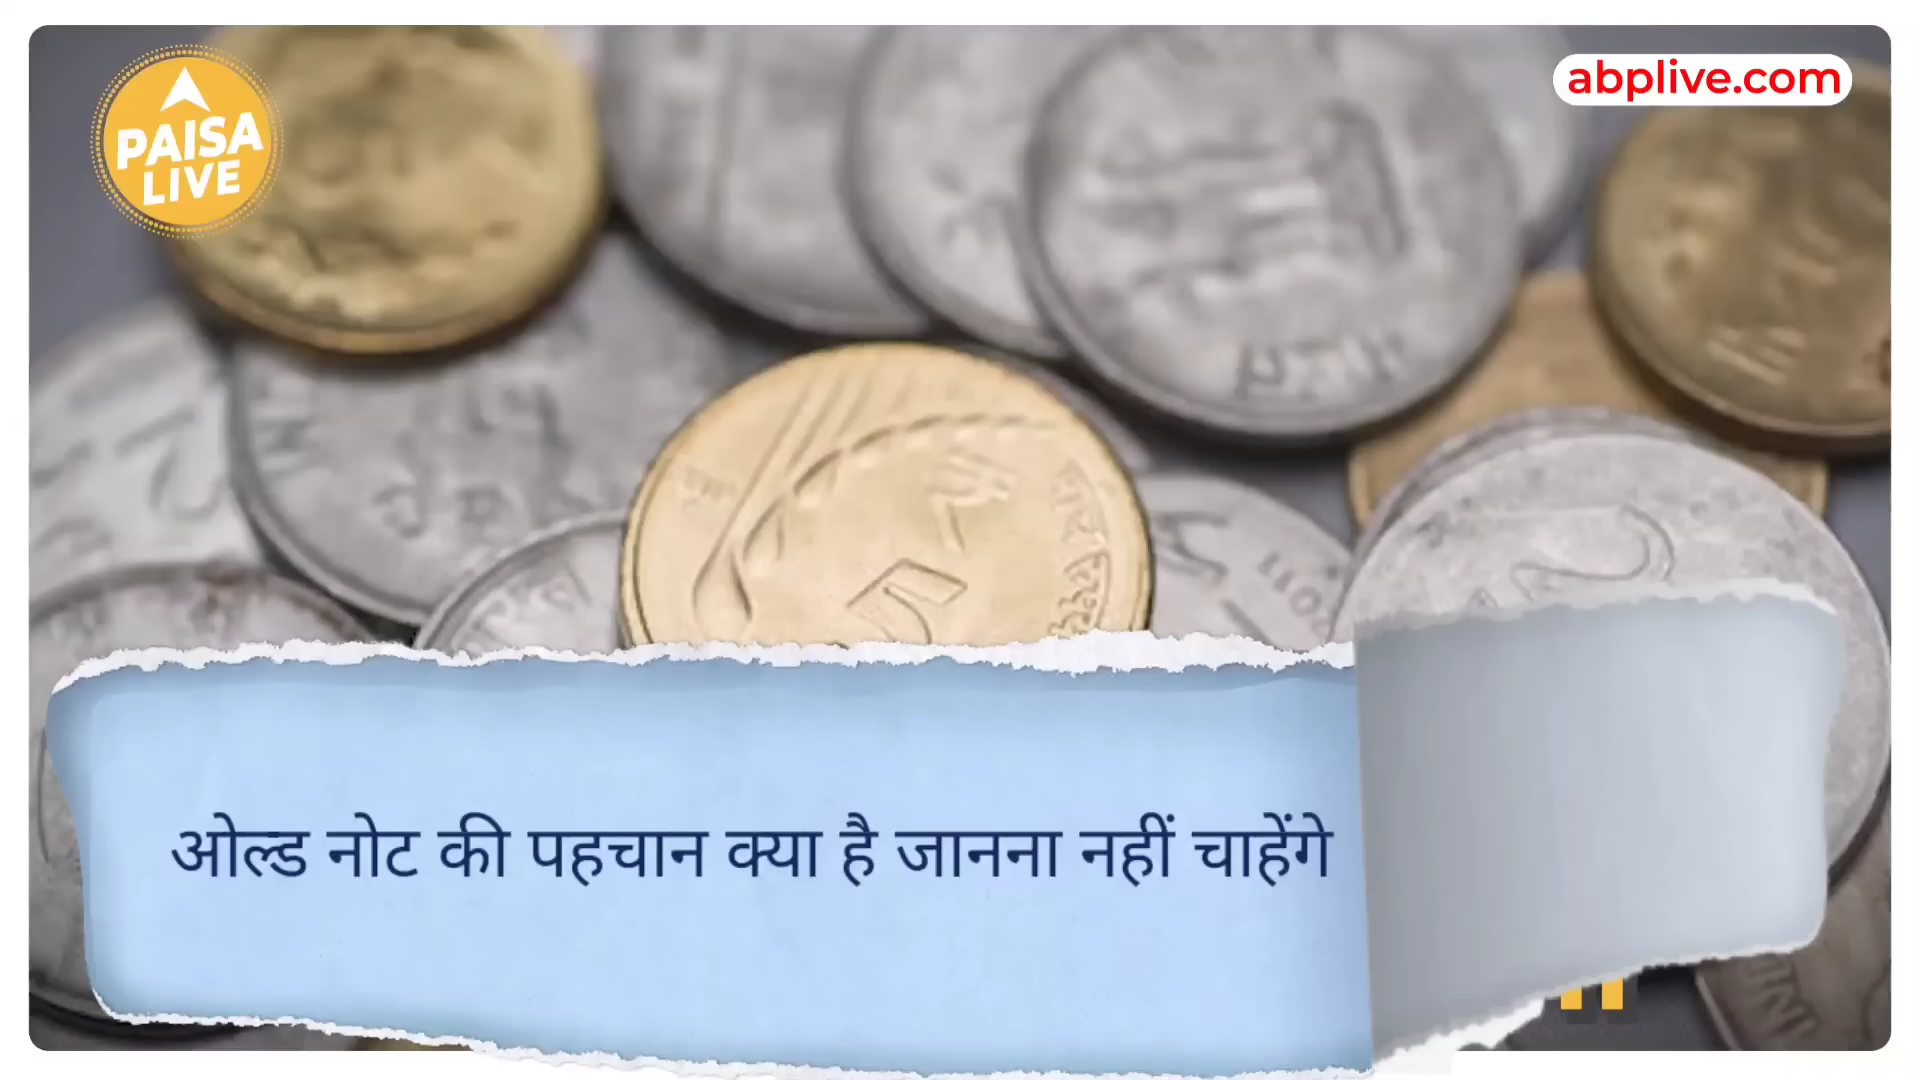 PAISA
LIVE
abplive.com
ओल्ड नोट की पहचान क्या है जानना नहीं चाहेंगे